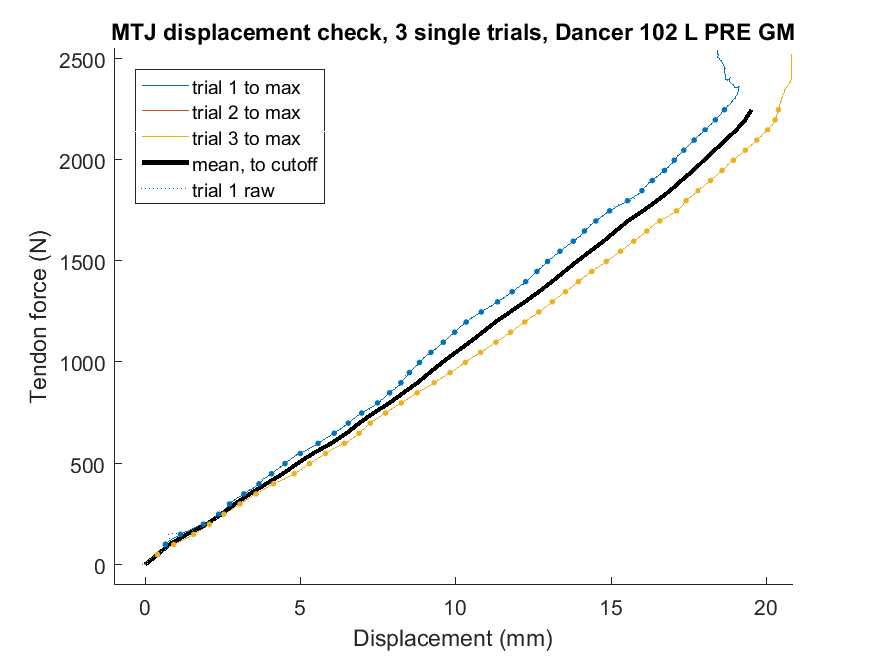 MTJ displacement check, 3 single trials, Dancer 102 L PRE GM
2500
2000
1500
1000
500
0
Tendon force (N)
trial 1 to max
trial 2 to max
trial 3 to max
mean, to cutoff
trial 1 raw
0 5 10 15 20
Displacement (mm)